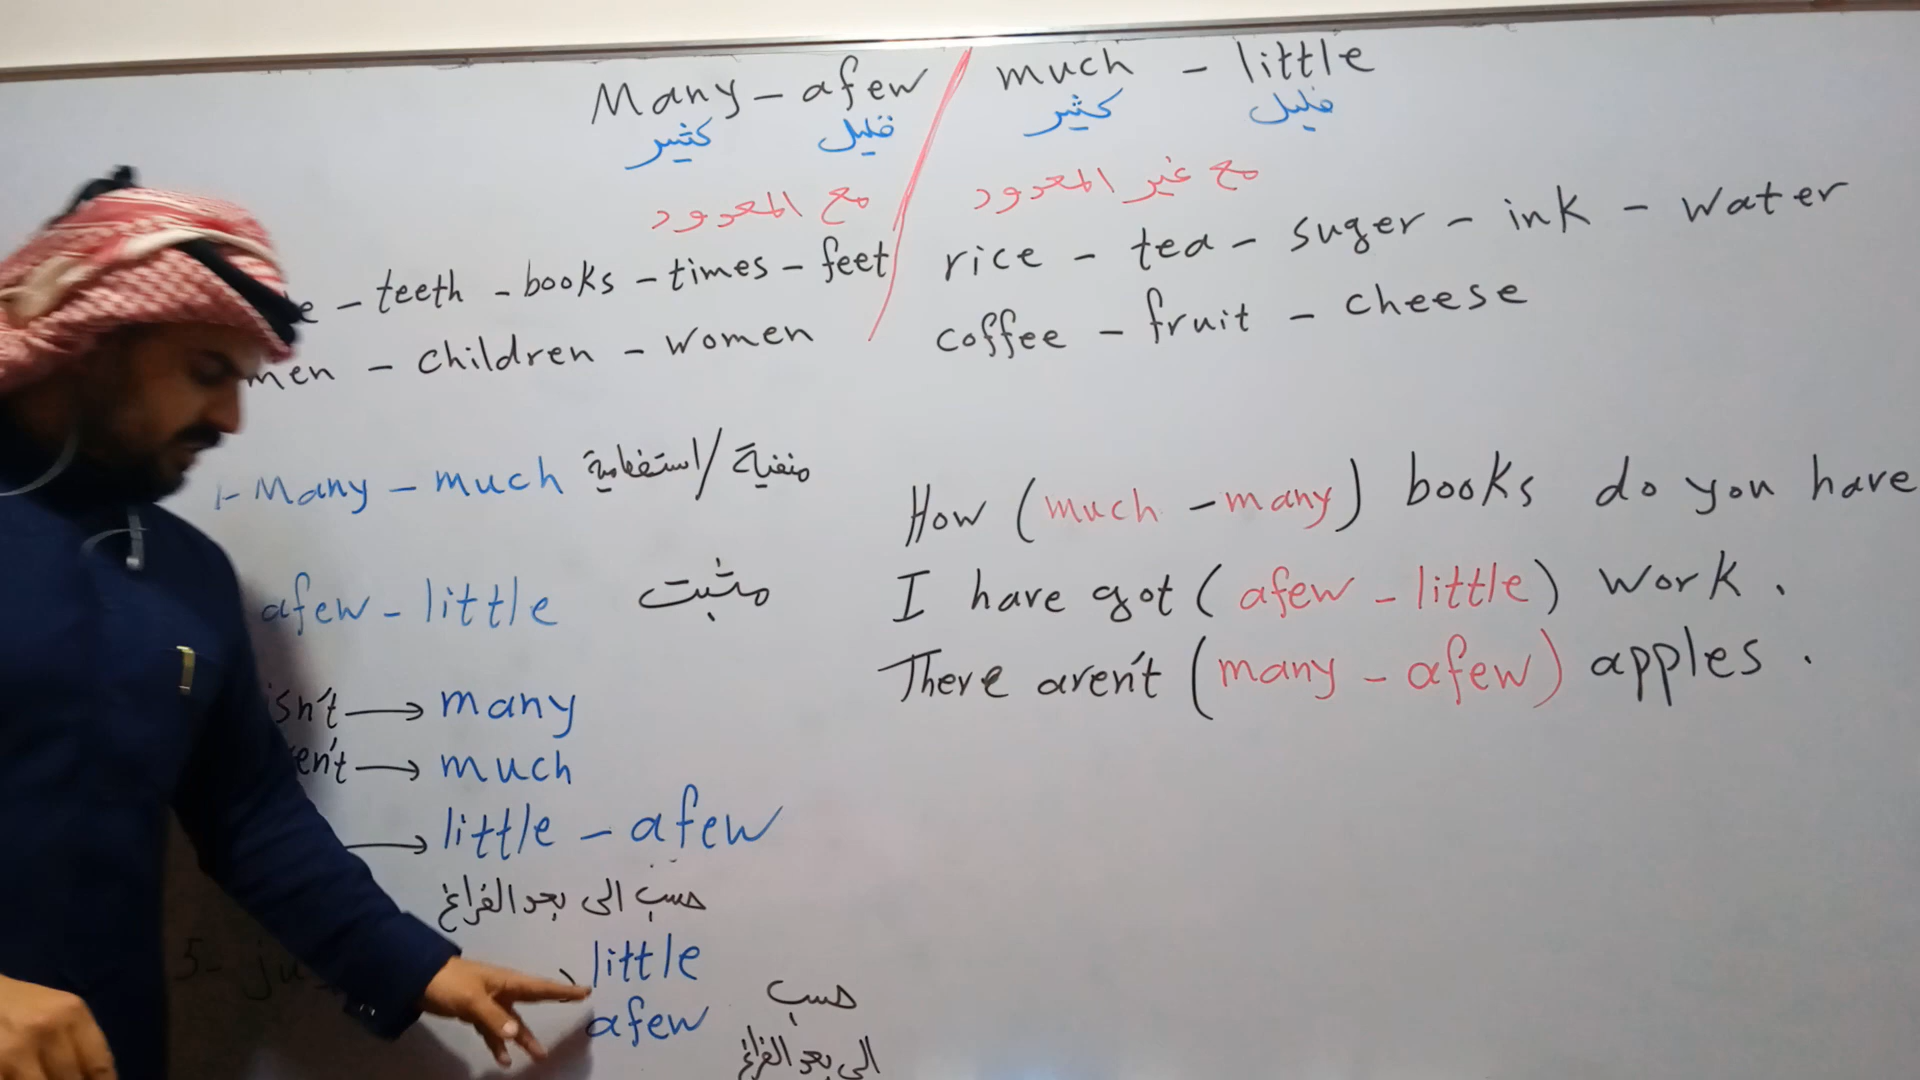 Many - afew / much - little
كثير قليل كثير قليل
مع المعدود مع غير المعدود
- teeth - books - times - feet
men - children - women
rice - tea - suger - ink - water
coffee - fruit - cheese
1- Many - much منفية / استفهامية
afew - little مثبت
isn't → many
aren't → much
→ little - afew
حسب الى بعد الفراغ
5- → little
afew
حسب
الى بعد الفراغ
How (much - many) books do you have
I have got (afew - little) work .
There aren't (many - afew) apples .